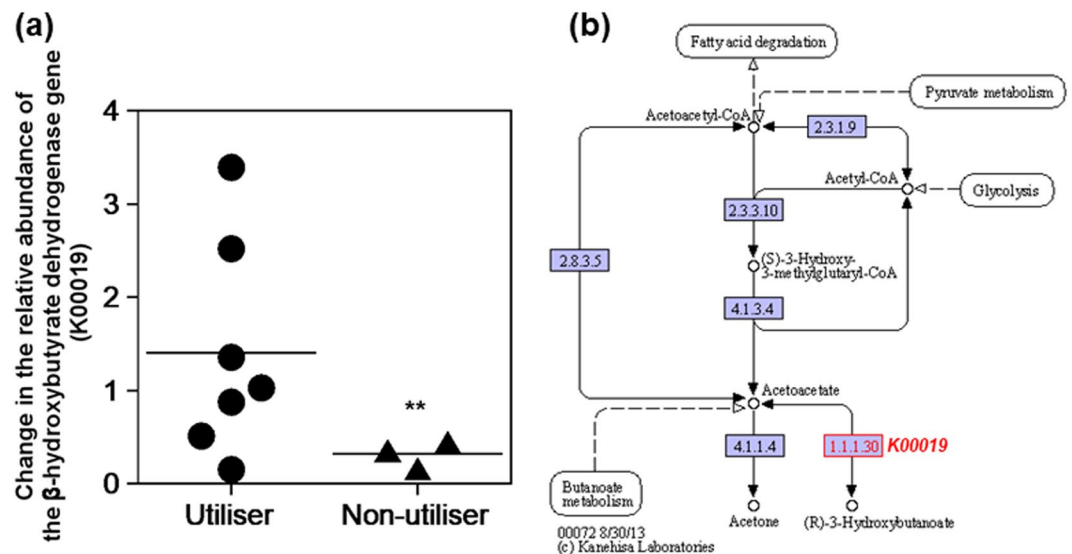 (a)
Change in the relative abundance of
the β-hydroxybutyrate dehydrogenase gene
(K00019)
4
3
2
1
0
**
Utiliser
Non-utiliser
(b)
Fatty acid degradation
Pyruvate metabolism
Acetoacetyl-CoA
2.3.1.9
Acetyl-CoA
Glycolysis
2.3.3.10
2.8.3.5
(S)-3-Hydroxy-
3-methylglutaryl-CoA
4.1.3.4
Acetoacetate
4.1.1.4
1.1.1.30
K00019
Butanoate
metabolism
Acetone
(R)-3-Hydroxybutanoate
00072 8/30/13
(c) Kanehisa Laboratories